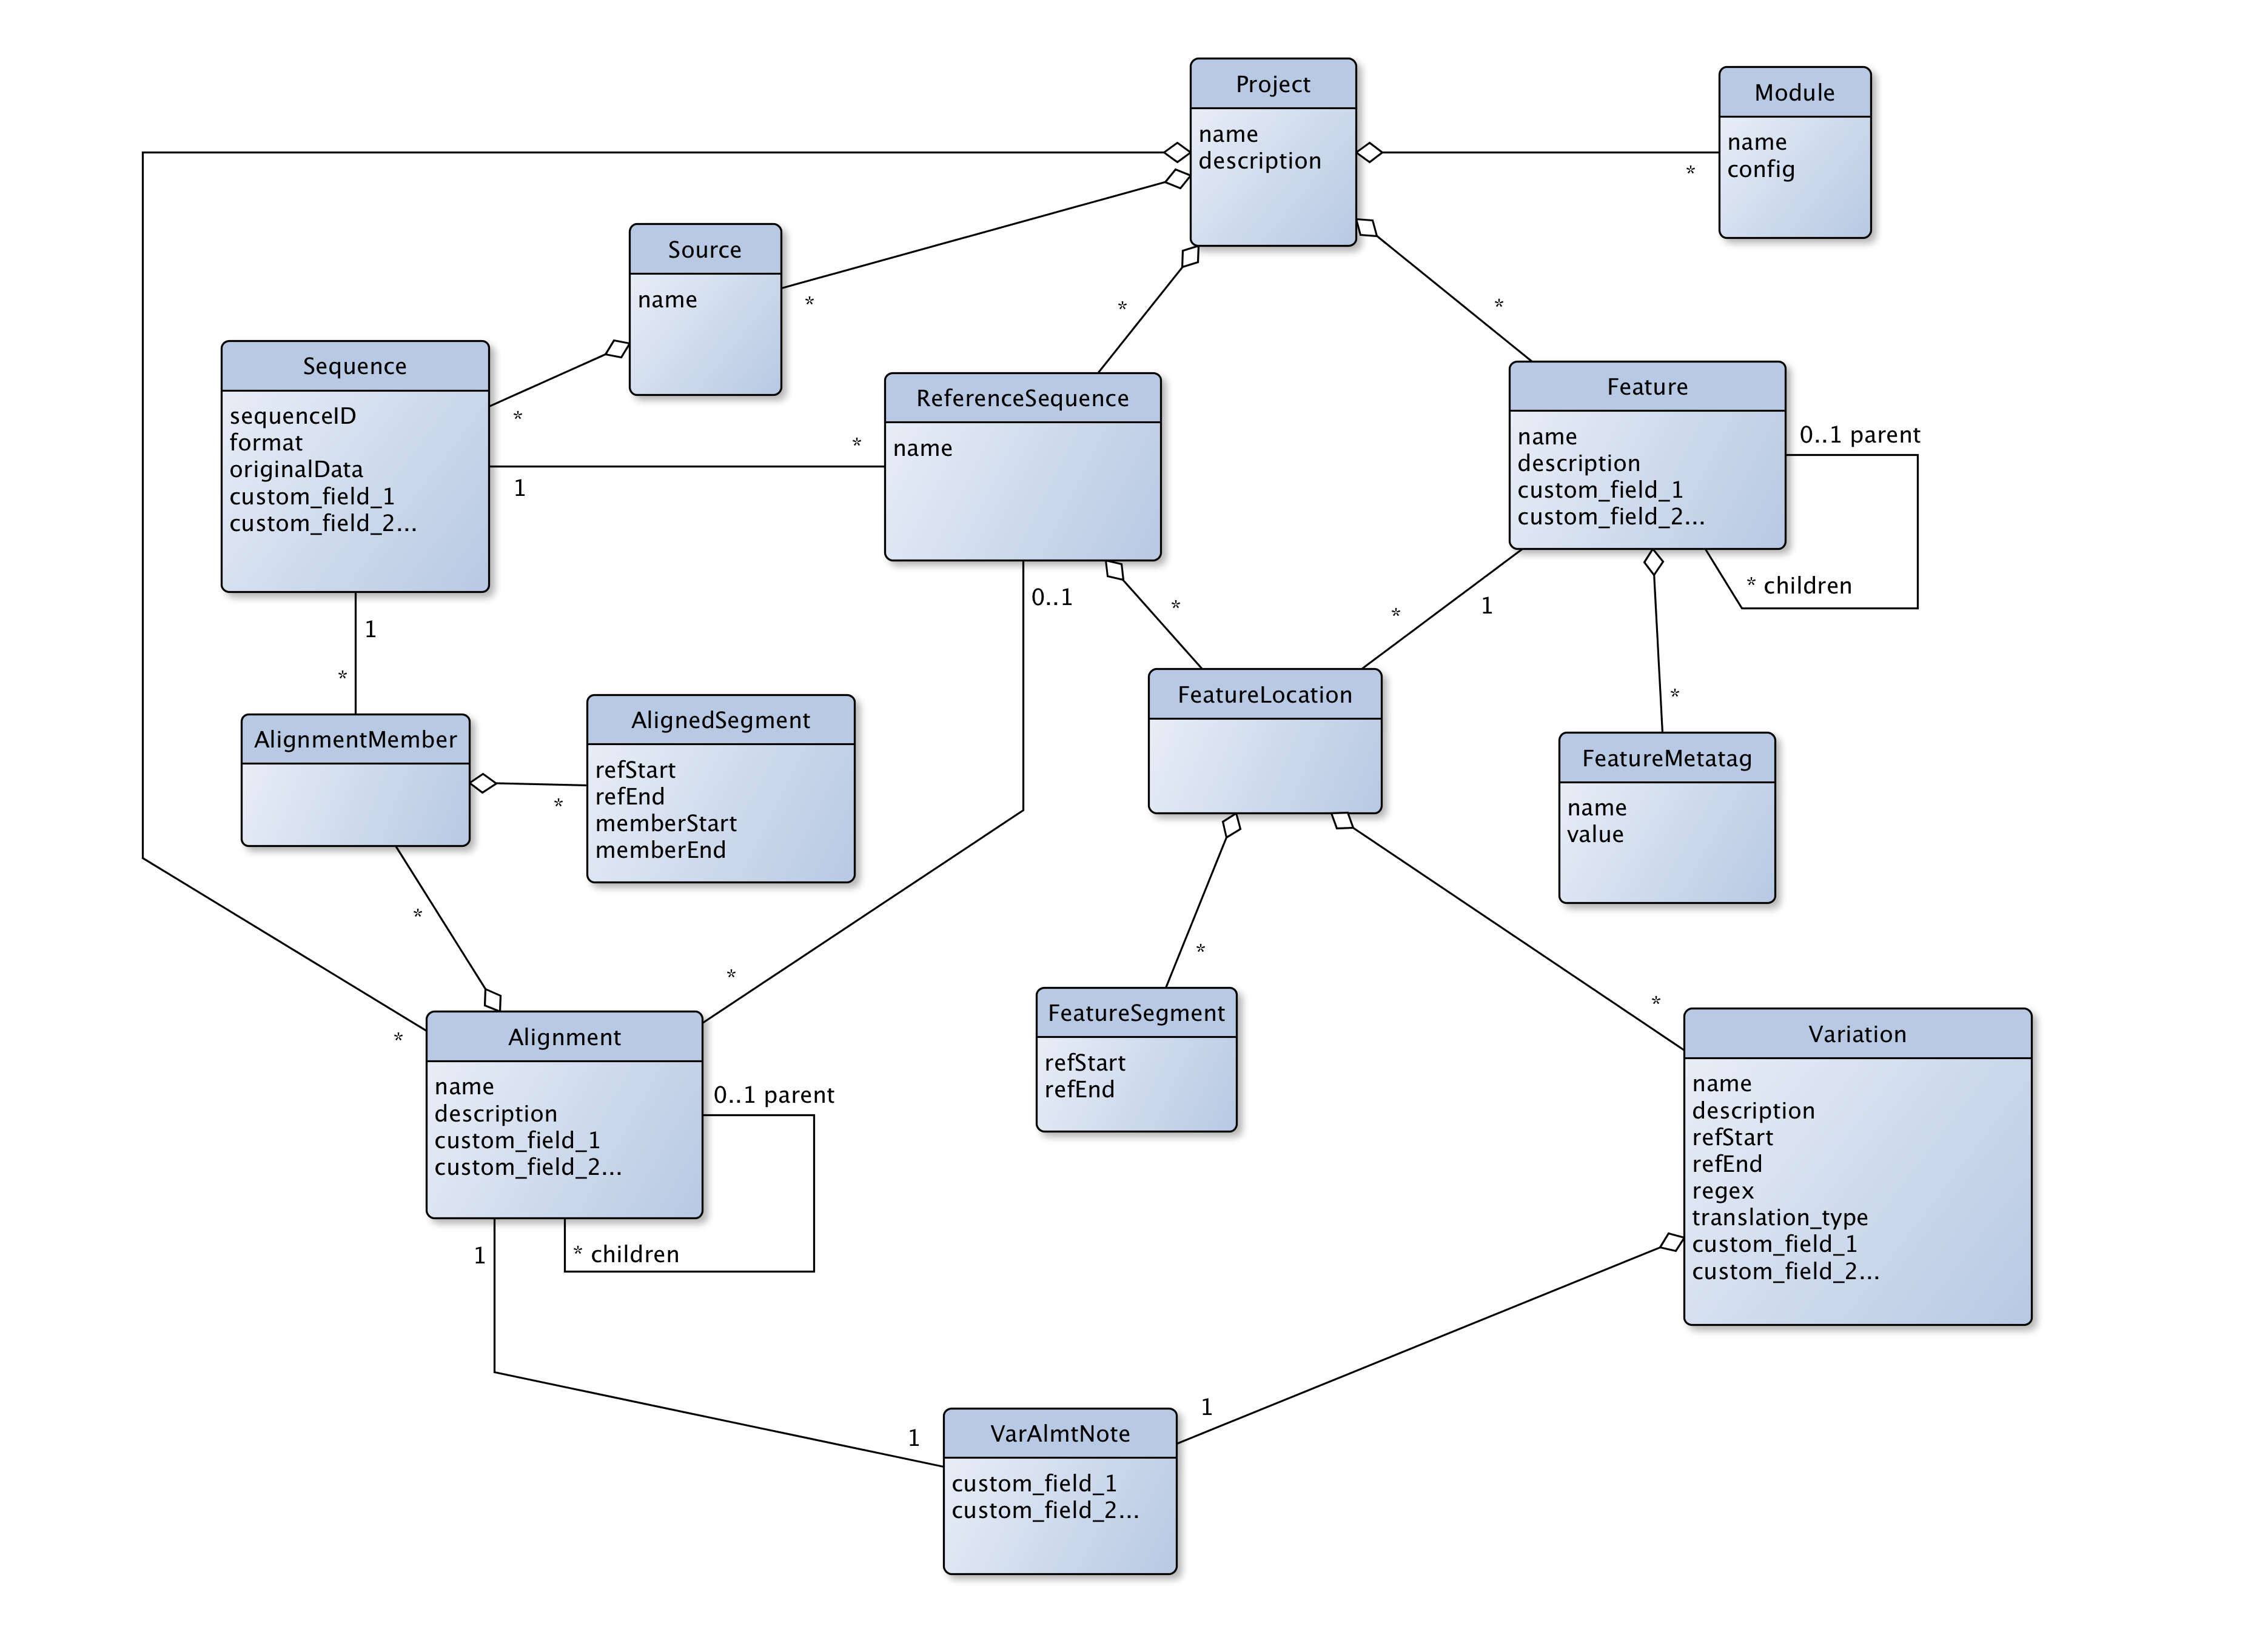 Project
name
description
*
Module
name
config
*
Source
name
*
*
Sequence
sequenceID
format
originalData
custom_field_1
custom_field_2...
*
1
*
ReferenceSequence
name
*
Feature
name
description
custom_field_1
custom_field_2...
0..1 parent
* children
1
*
0..1
*
*
1
*
AlignmentMember
*
AlignedSegment
refStart
refEnd
memberStart
memberEnd
FeatureLocation
FeatureMetatag
name
value
*
*
*
*
*
Alignment
name
description
custom_field_1
custom_field_2...
0..1 parent
* children
1
FeatureSegment
refStart
refEnd
Variation
name
description
refStart
refEnd
regex
translation_type
custom_field_1
custom_field_2...
1
1
VarAlmtNote
custom_field_1
custom_field_2...